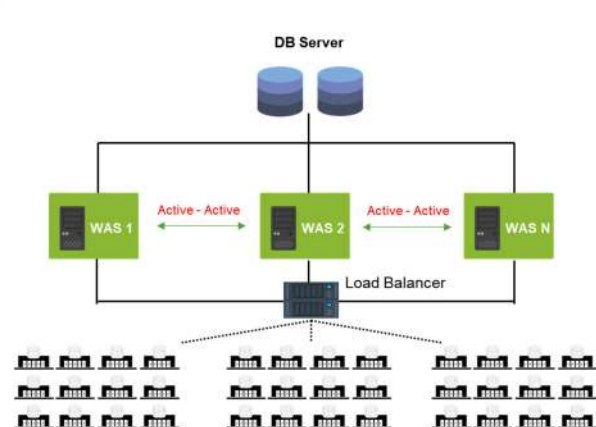 DB Server
WAS 1
Active - Active
WAS 2
Active - Active
WAS N
Load Balancer